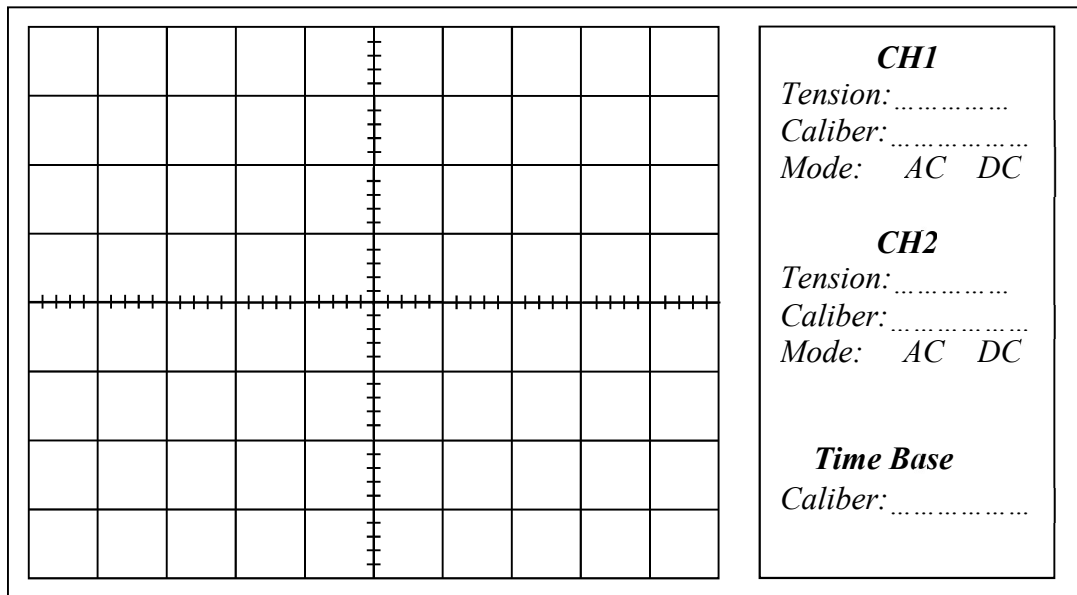 CH1
Tension:……………
Caliber:………………
Mode: AC DC
CH2
Tension:……………
Caliber:………………
Mode: AC DC
Time Base
Caliber:………………